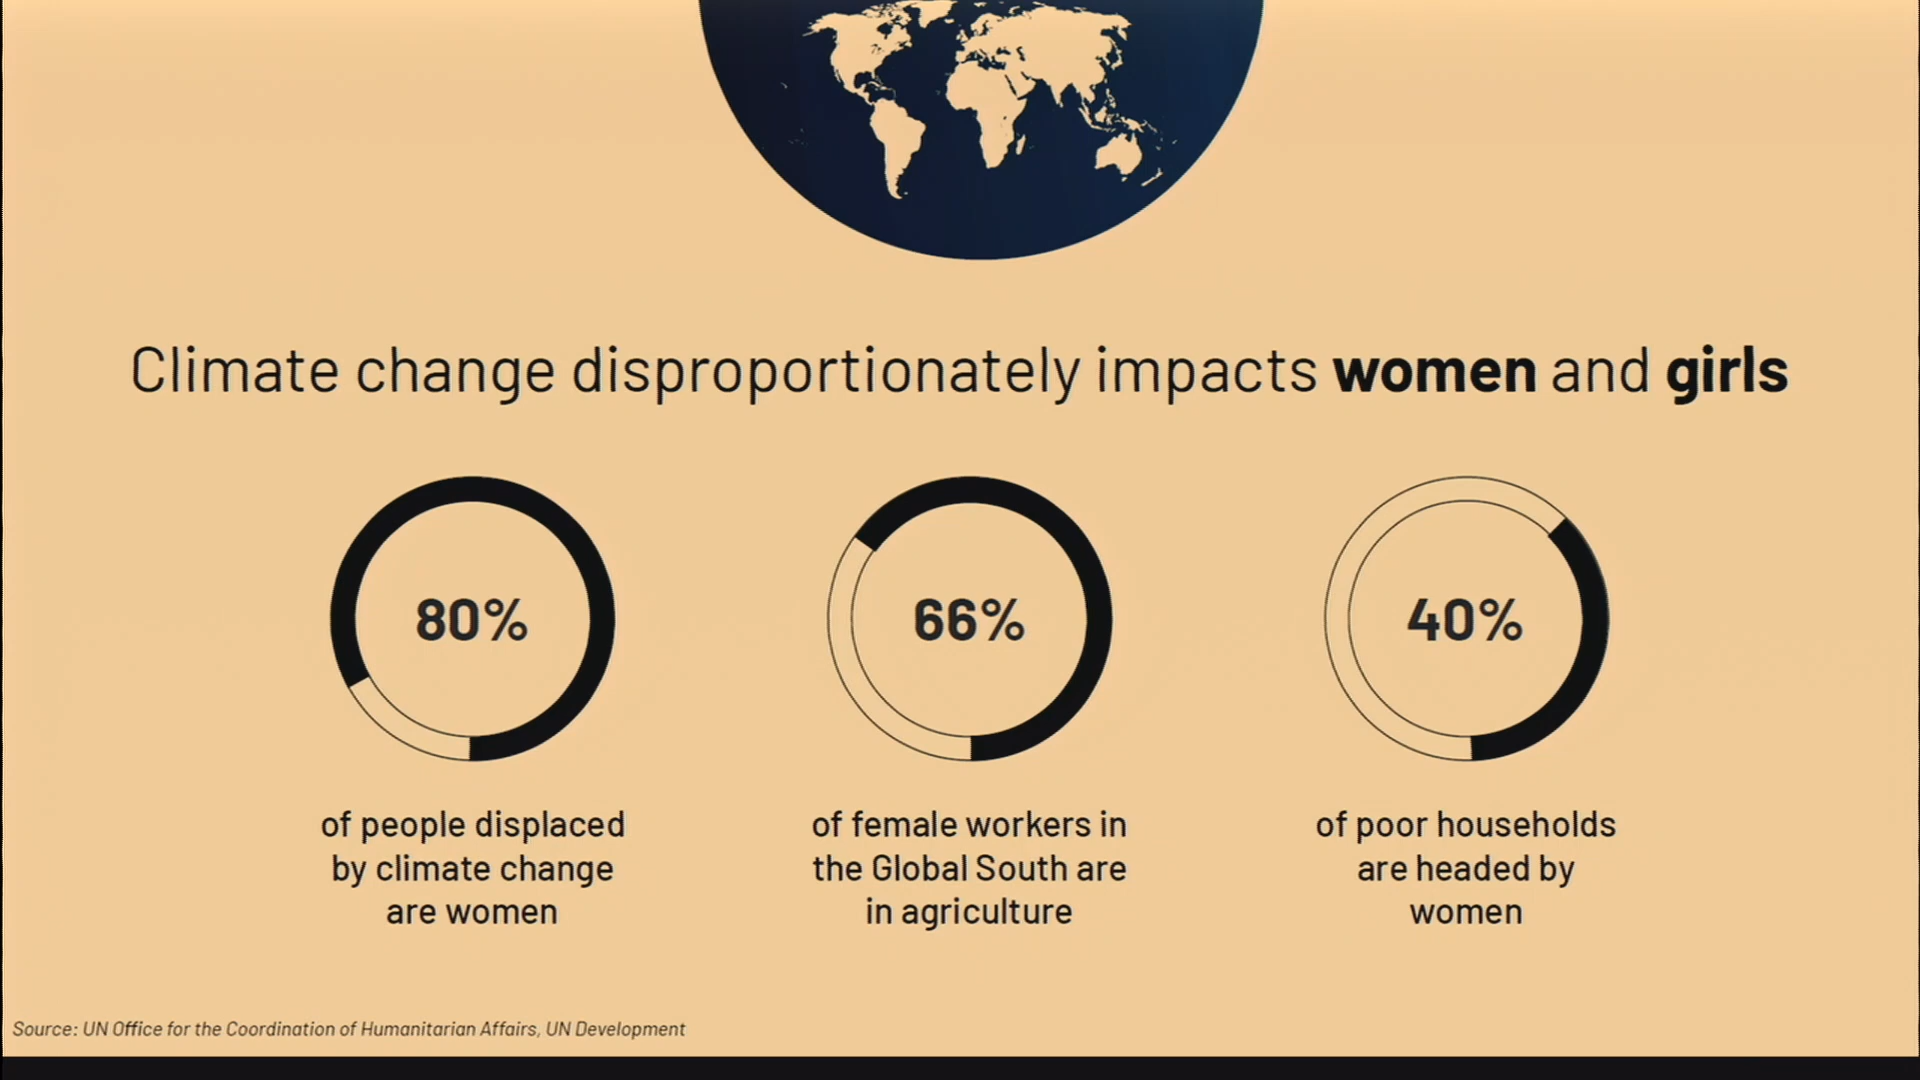 Climate change disproportionately impacts women and girls
80%
of people displaced
by climate change
are women
66%
of female workers in
the Global South are
in agriculture
40%
of poor households
are headed by
women
Source: UN Office for the Coordination of Humanitarian Affairs, UN Development